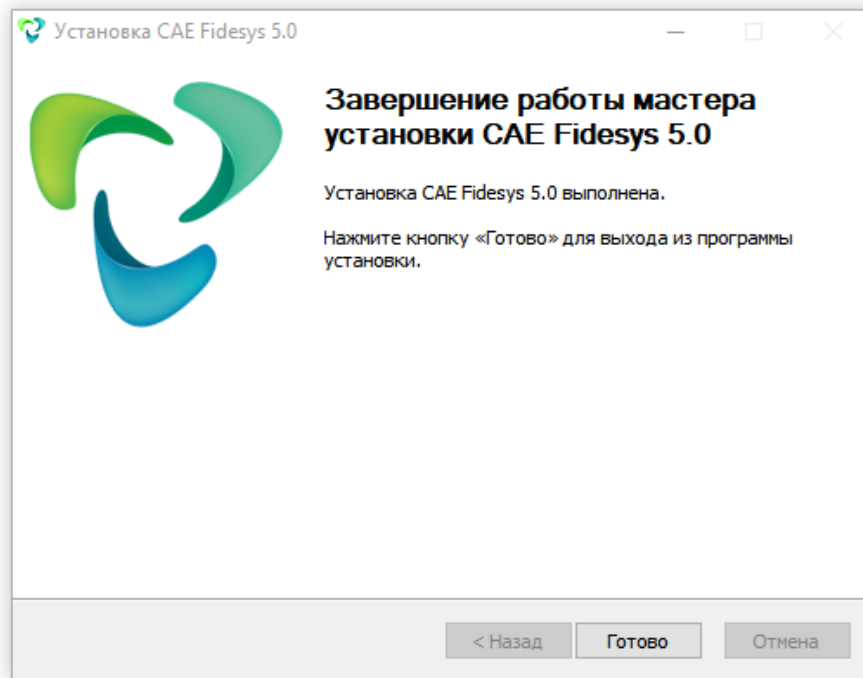 Установка CAE Fidesys 5.0
Завершение работы мастера
установки CAE Fidesys 5.0
Установка CAE Fidesys 5.0 выполнена.
Нажмите кнопку «Готово» для выхода из программы
установки.
< Назад
Готово
Отмена